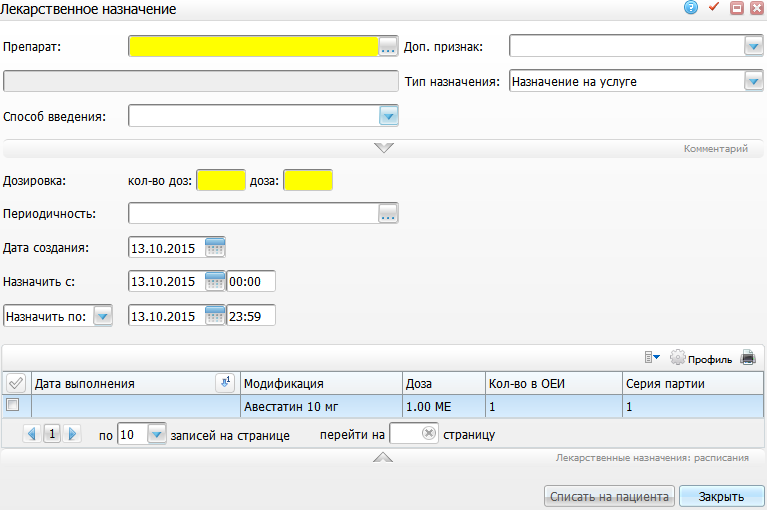 Лекарственное назначение
Препарат: ... Доп. признак:
Тип назначения: Назначение на услуге
Способ введения:
Комментарий
Дозировка: кол-во доз: доза:
Периодичность: ...
Дата создания: 13.10.2015
Назначить с: 13.10.2015 00:00
Назначить по: 13.10.2015 23:59
Профиль
Дата выполнения 1 Модификация Доза Кол-во в ОЕИ Серия партии
Авестатин 10 мг 1.00 МЕ 1 1
1 по 10 записей на странице перейти на страницу
Лекарственные назначения: расписания
Списать на пациента Закрыть